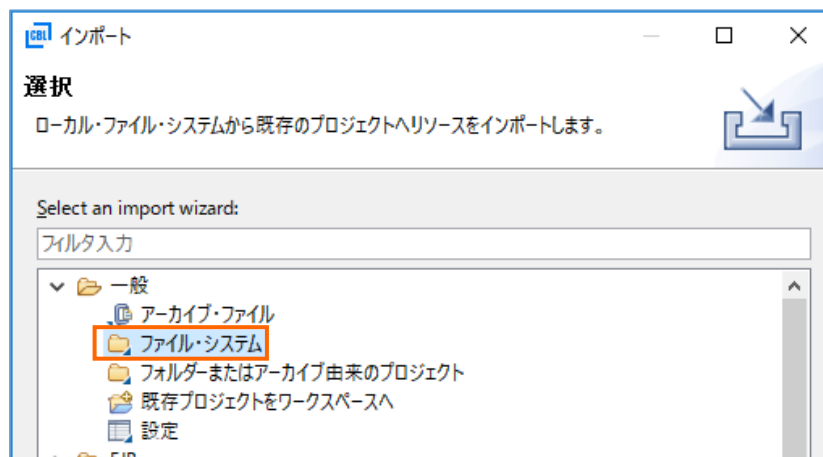 CBL インポート
選択
ローカル・ファイル・システムから既存のプロジェクトへリソースをインポートします。
Select an import wizard:
フィルタ入力
一般
アーカイブ・ファイル
ファイル・システム
フォルダーまたはアーカイブ由来のプロジェクト
既存プロジェクトをワークスペースへ
設定